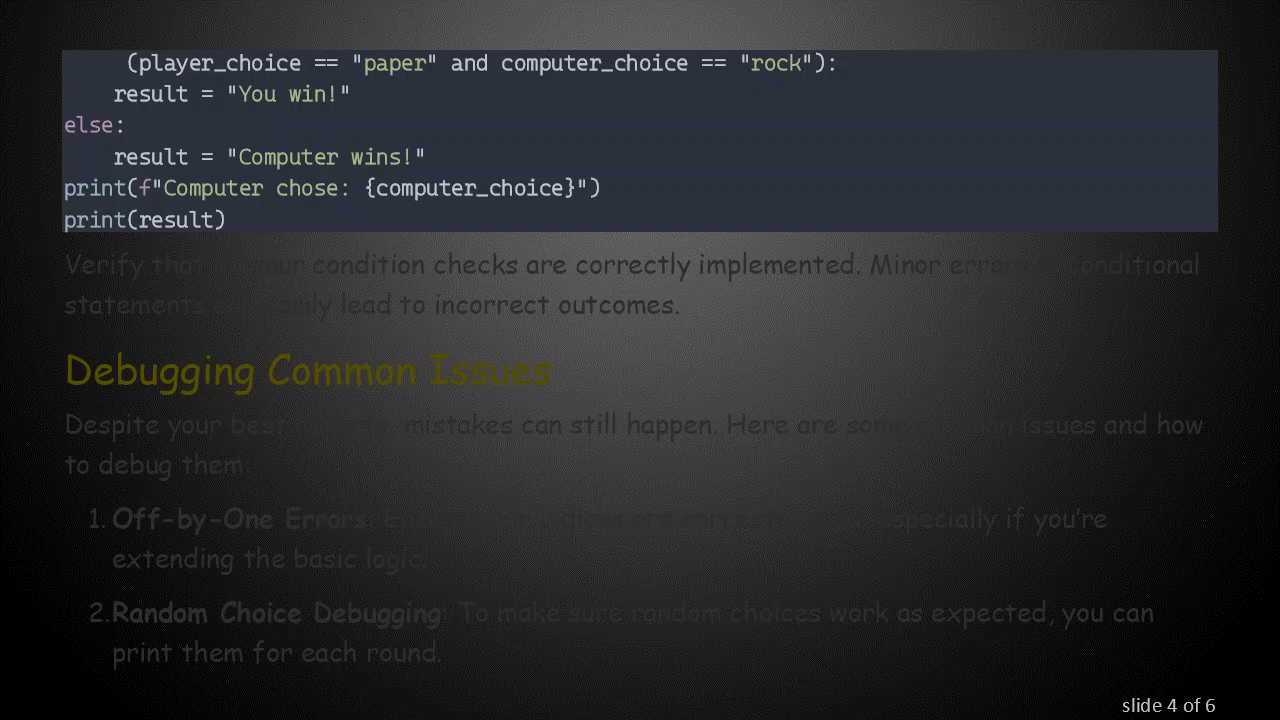 (player_choice == "paper" and computer_choice == "rock"):
result = "You win!"
else:
result = "Computer wins!"
print(f"Computer chose: {computer_choice}")
print(result)
Verify that your condition checks are correctly implemented. Minor errors conditional
statements easily lead to incorrect outcomes.
Debugging Common Issues
Despite your best mistakes can still happen. Here are some issues and how
to debug them:
1. Off-by-One Errors: indices are especially if you're
extending the basic logic.
2. Random Choice Debugging: To make sure random choices work as expected, you can
print them for each round.
slide 4 of 6